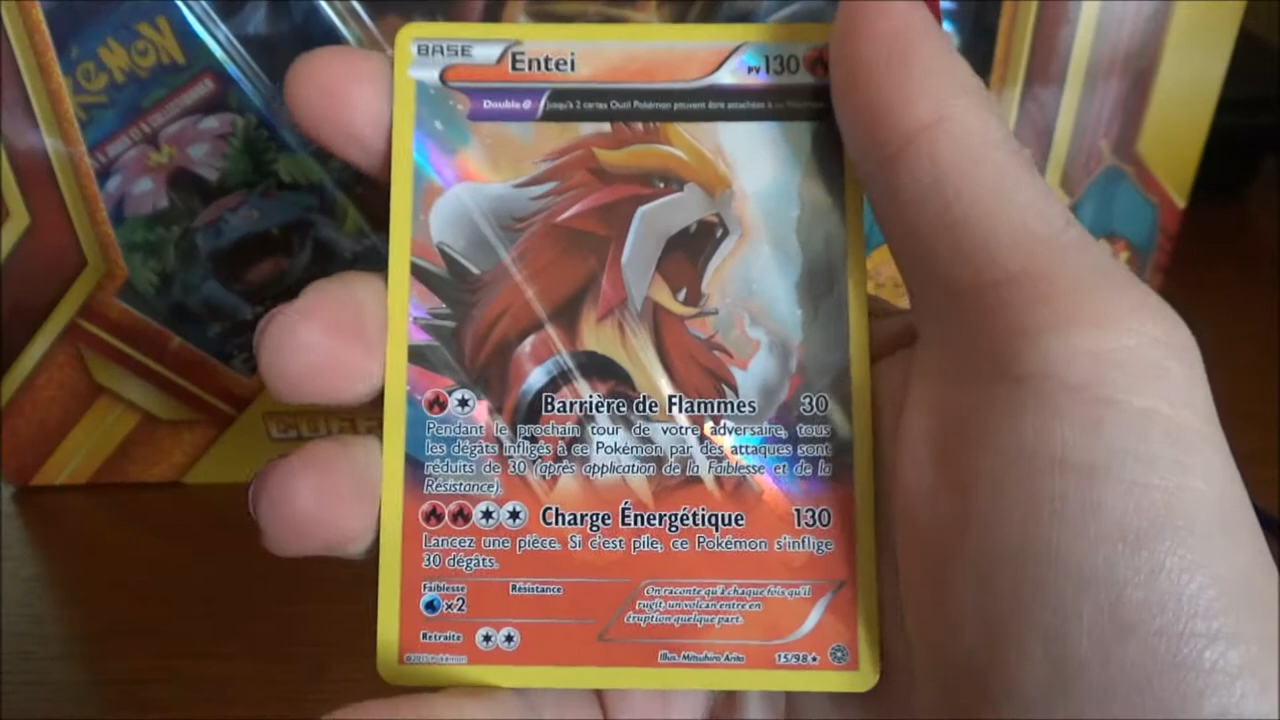 POKéMON
BASE
Entei
PV130
Double
Jusqu'à 2 cartes Outil Pokémon peuvent être attachées à ce Pokémon.
Barrière de Flammes 30
Pendant le prochain tour de votre adversaire, tous
les dégâts infligés à ce Pokémon par des attaques sont
réduits de 30 (après application de la Faiblesse et de la
Résistance).
Charge Énergétique 130
Lancez une pièce. Si c'est pile, ce Pokémon s'inflige
30 dégâts.
Faiblesse Résistance
×2
On raconte qu'à chaque fois qu'il
rugit, un volcan entre en
éruption quelque part.
Retraite
©2015 Pokémon
Illus. Mitsuhiro Arita
15/98